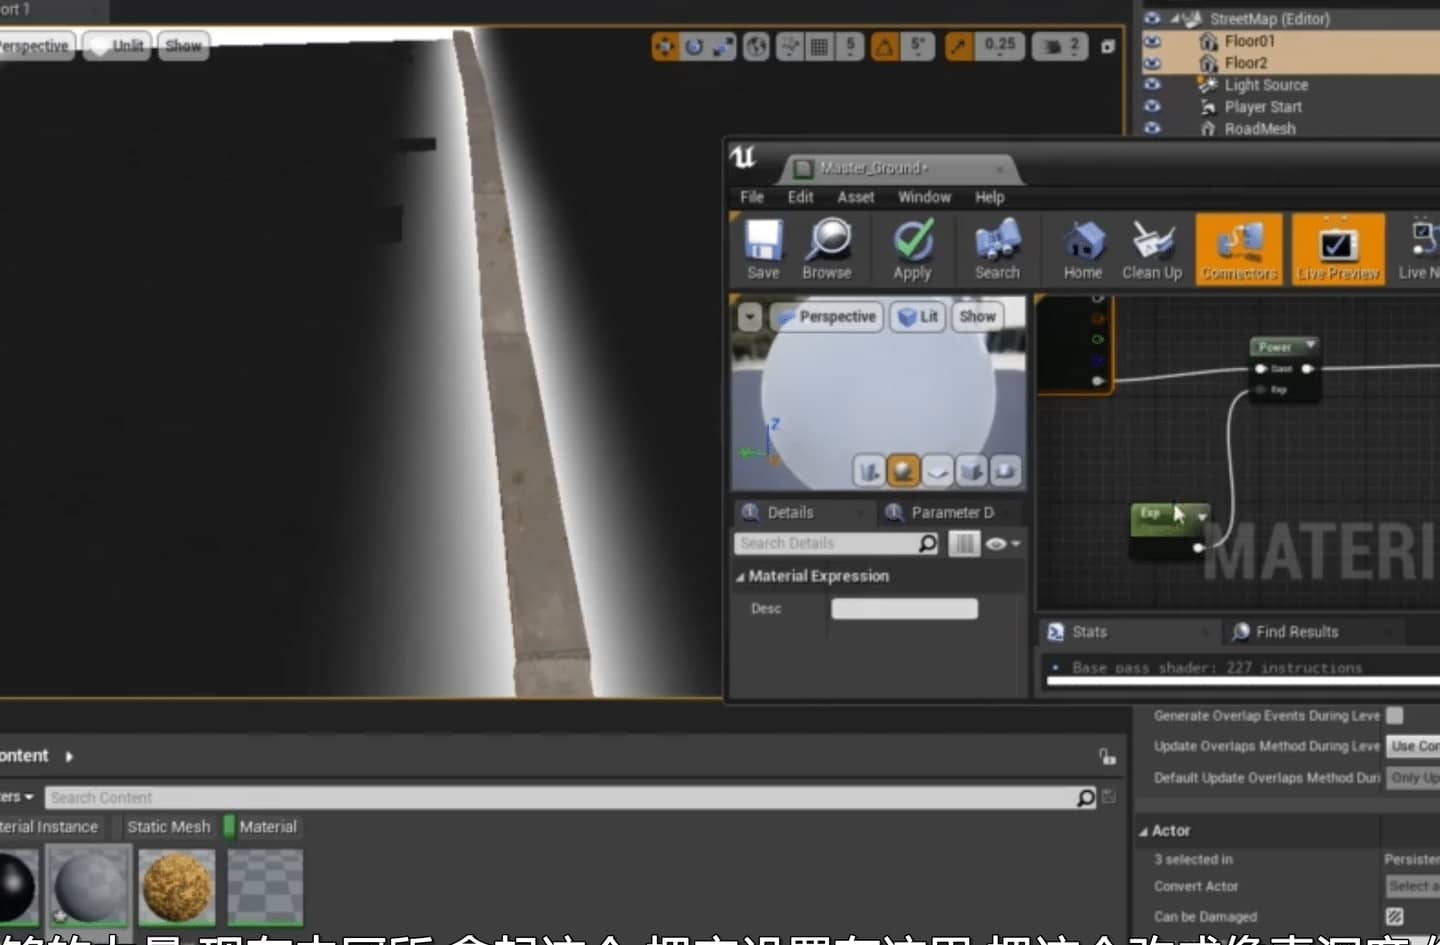 ort 1
Perspective Unlit Show
5 5° 0.25 2
StreetMap (Editor)
Floor01
Floor2
Light Source
Player Start
RoadMesh
Master_Ground*
File Edit Asset Window Help
Save Browse Apply Search Home Clean Up Connectors Live Preview Live N
Perspective Lit Show
Z
Power
Base
Exp
Exp
MATERI
Details Parameter D
Search Details
Material Expression
Desc
Stats Find Results
Base pass shader: 227 instructions
Generate Overlap Events During Leve
Update Overlaps Method During Leve Use Con
Default Update Overlaps Method Duri Only Up
ontent
ers Search Content
terial Instance Static Mesh Material
Actor
3 selected in Persister
Convert Actor Select a
Can be Damaged